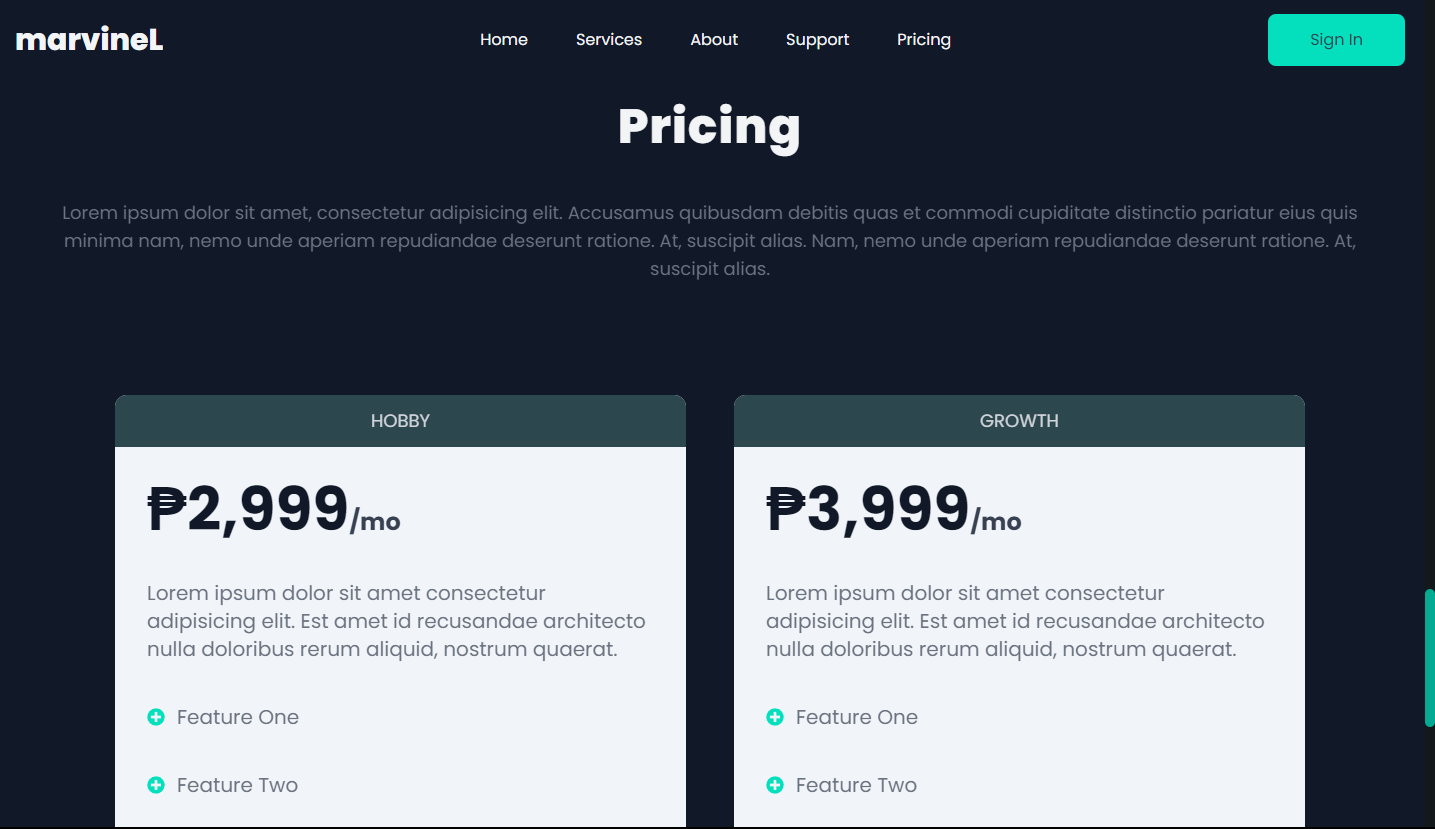 marvineL
Home Services About Support Pricing
Sign In
Pricing
Lorem ipsum dolor sit amet, consectetur adipisicing elit. Accusamus quibusdam debitis quas et commodi cupiditate distinctio pariatur eius quis
minima nam, nemo unde aperiam repudiandae deserunt ratione. At, suscipit alias. Nam, nemo unde aperiam repudiandae deserunt ratione. At,
suscipit alias.
HOBBY
₱2,999/mo
Lorem ipsum dolor sit amet consectetur
adipisicing elit. Est amet id recusandae architecto
nulla doloribus rerum aliquid, nostrum quaerat.
Feature One
Feature Two
GROWTH
₱3,999/mo
Lorem ipsum dolor sit amet consectetur
adipisicing elit. Est amet id recusandae architecto
nulla doloribus rerum aliquid, nostrum quaerat.
Feature One
Feature Two